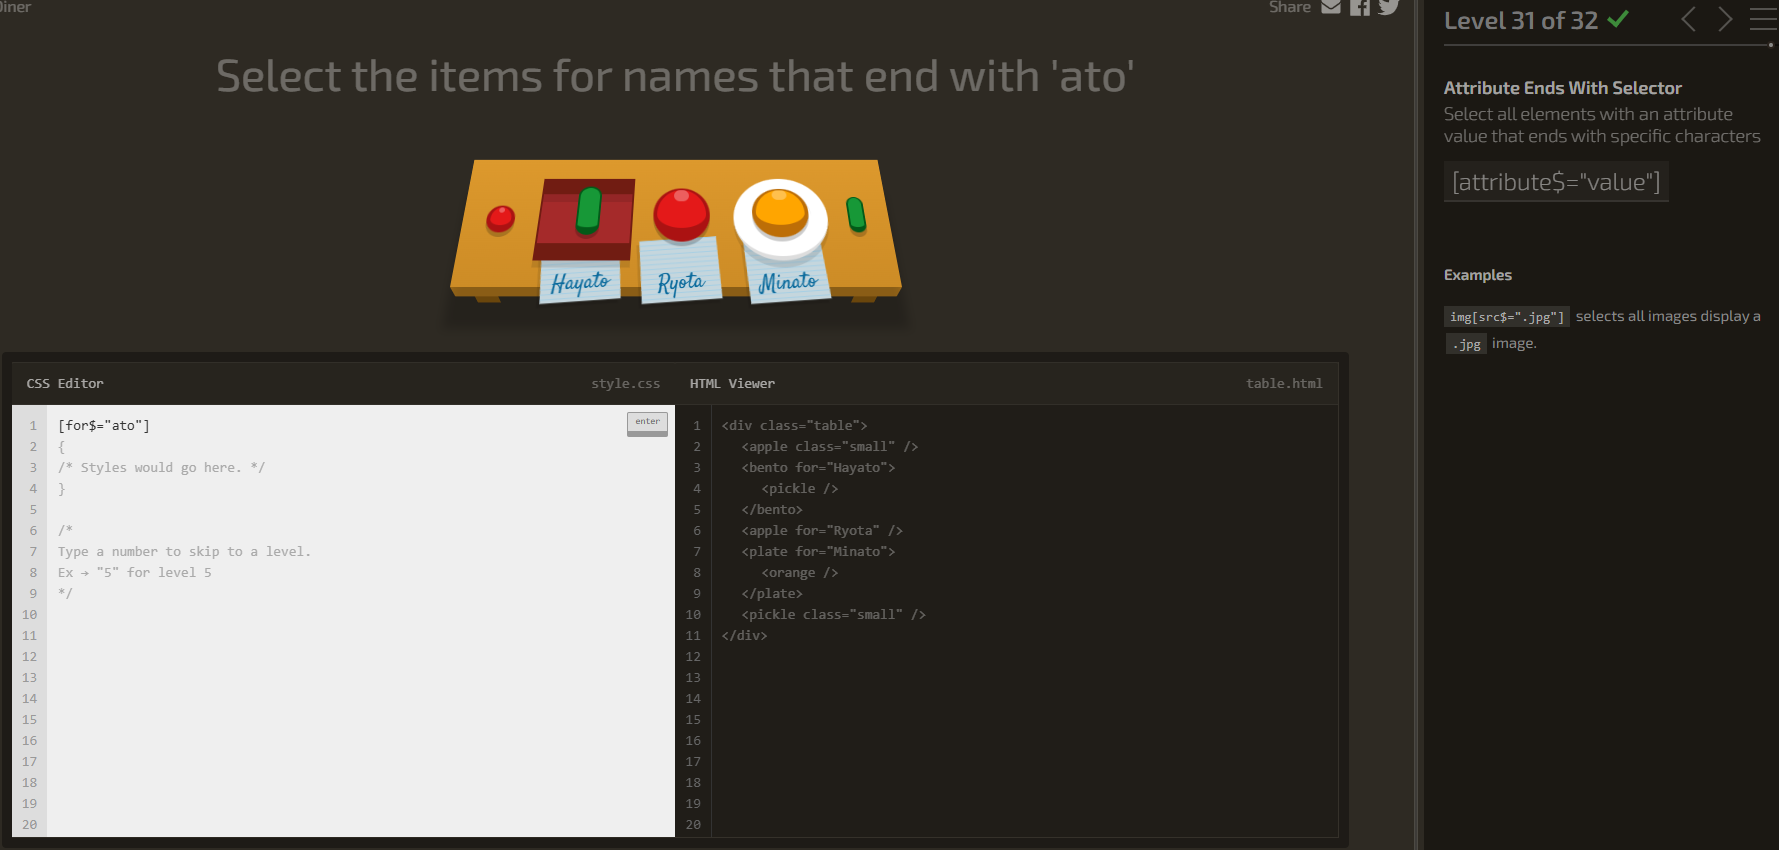 Diner
Share
Select the items for names that end with 'ato'
Hayato
Ryota
Minato
CSS Editor
style.css
1 [for$="ato"]
enter
2 {
3 /* Styles would go here. */
4 }
5
6 /*
7 Type a number to skip to a level.
8 Ex → "5" for level 5
9 */
10
11
12
13
14
15
16
17
18
19
20
HTML Viewer
table.html
1 <div class="table">
2 <apple class="small" />
3 <bento for="Hayato">
4 <pickle />
5 </bento>
6 <apple for="Ryota" />
7 <plate for="Minato">
8 <orange />
9 </plate>
10 <pickle class="small" />
11 </div>
12
13
14
15
16
17
18
19
20
Level 31 of 32
Attribute Ends With Selector
Select all elements with an attribute
value that ends with specific characters
[attribute$="value"]
Examples
img[src$=".jpg"] selects all images display a
.jpg image.